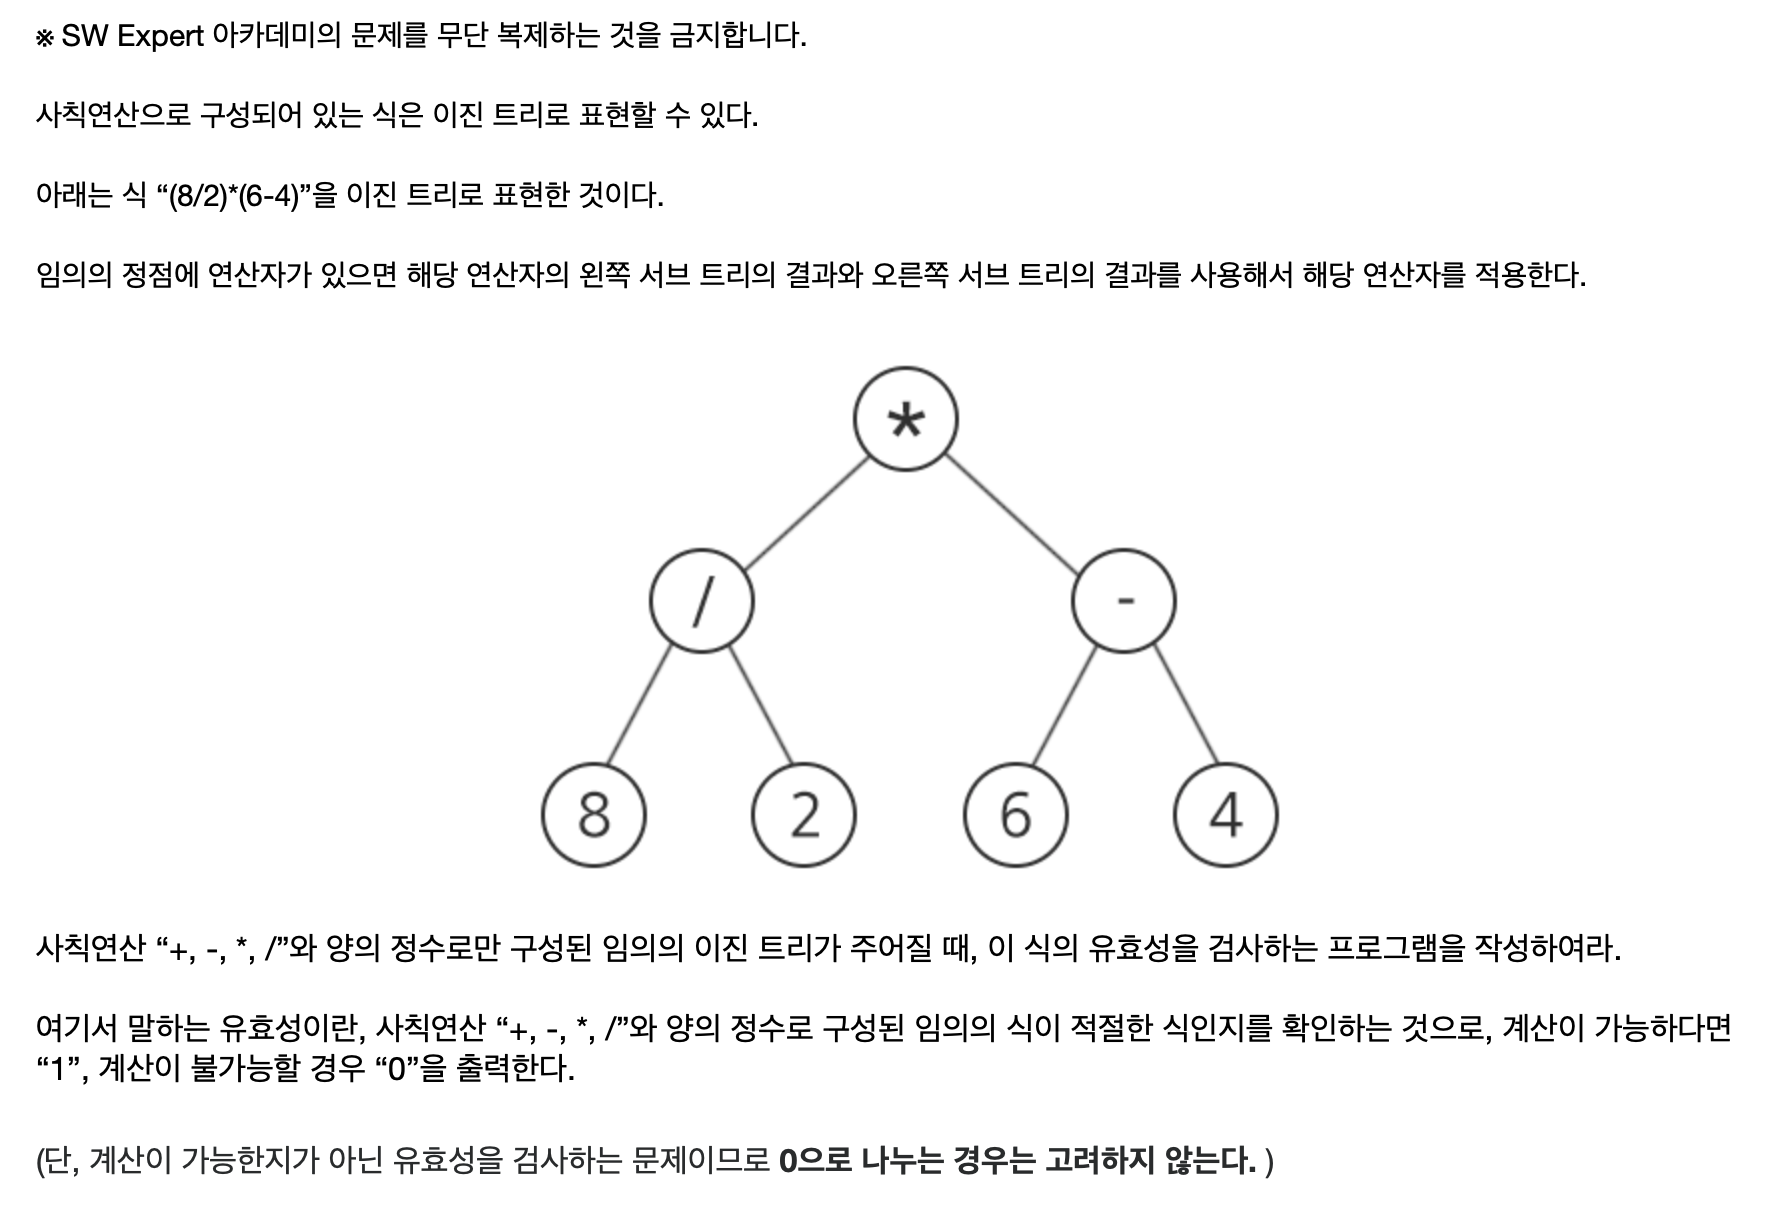 ※ SW Expert 아카데미의 문제를 무단 복제하는 것을 금지합니다.
사칙연산으로 구성되어 있는 식은 이진 트리로 표현할 수 있다.
아래는 식 “(8/2)*(6-4)”을 이진 트리로 표현한 것이다.
임의의 정점에 연산자가 있으면 해당 연산자의 왼쪽 서브 트리의 결과와 오른쪽 서브 트리의 결과를 사용해서 해당 연산자를 적용한다.
*
/ -
8 2 6 4
사칙연산 “+, -, *, /”와 양의 정수로만 구성된 임의의 이진 트리가 주어질 때, 이 식의 유효성을 검사하는 프로그램을 작성하여라.
여기서 말하는 유효성이란, 사칙연산 “+, -, *, /”와 양의 정수로 구성된 임의의 식이 적절한 식인지를 확인하는 것으로, 계산이 가능하다면
“1”, 계산이 불가능할 경우 “0”을 출력한다.
(단, 계산이 가능한지가 아닌 유효성을 검사하는 문제이므로 0으로 나누는 경우는 고려하지 않는다. )